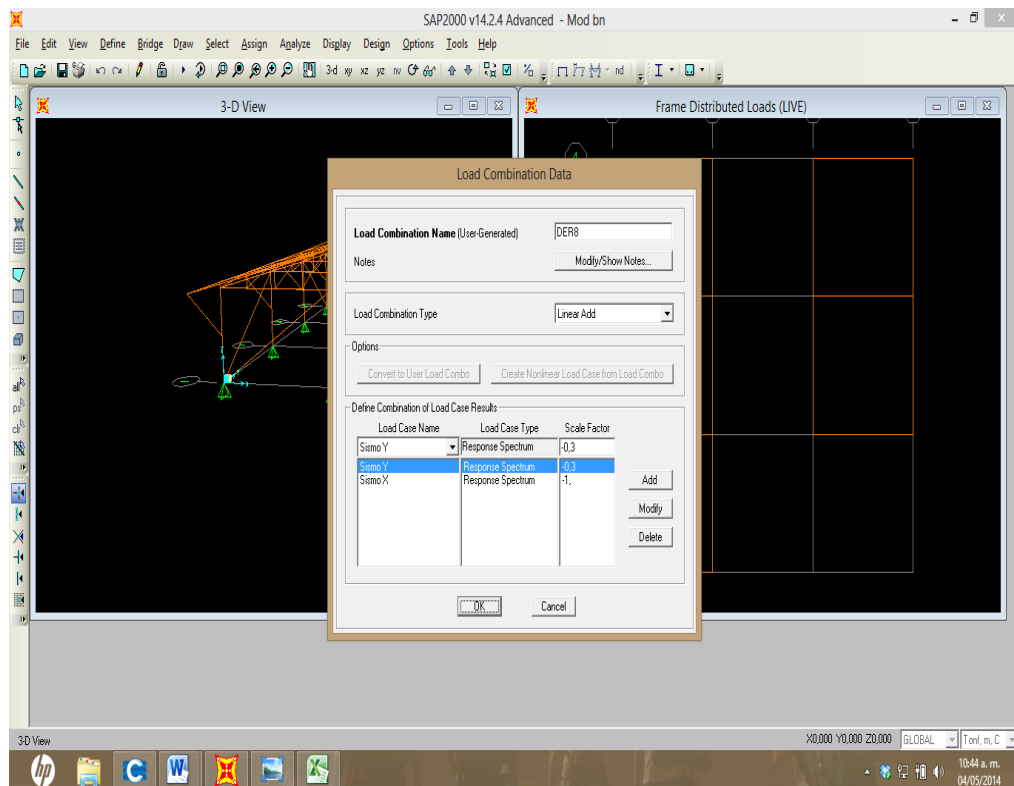 SAP2000 v14.2.4 Advanced - Mod bn
File Edit View Define Bridge Draw Select Assign Analyze Display Design Options Tools Help
3-d xy xz yz nv
nd
3-D View
Frame Distributed Loads (LIVE)
Load Combination Data
Load Combination Name (User-Generated) DER8
Notes Modify/Show Notes...
Load Combination Type Linear Add
Options
Convert to User Load Combo Create Nonlinear Load Case from Load Combo
Define Combination of Load Case Results
Load Case Name Load Case Type Scale Factor
Sismo Y Response Spectrum -0,3
Sismo Y Response Spectrum -0,3
Sismo X Response Spectrum -1,
Add
Modify
Delete
OK Cancel
all
ps
clr
3-D View X0,000 Y0,000 Z0,000 GLOBAL Tonf, m, C
hp
10:44 a. m.
04/05/2014